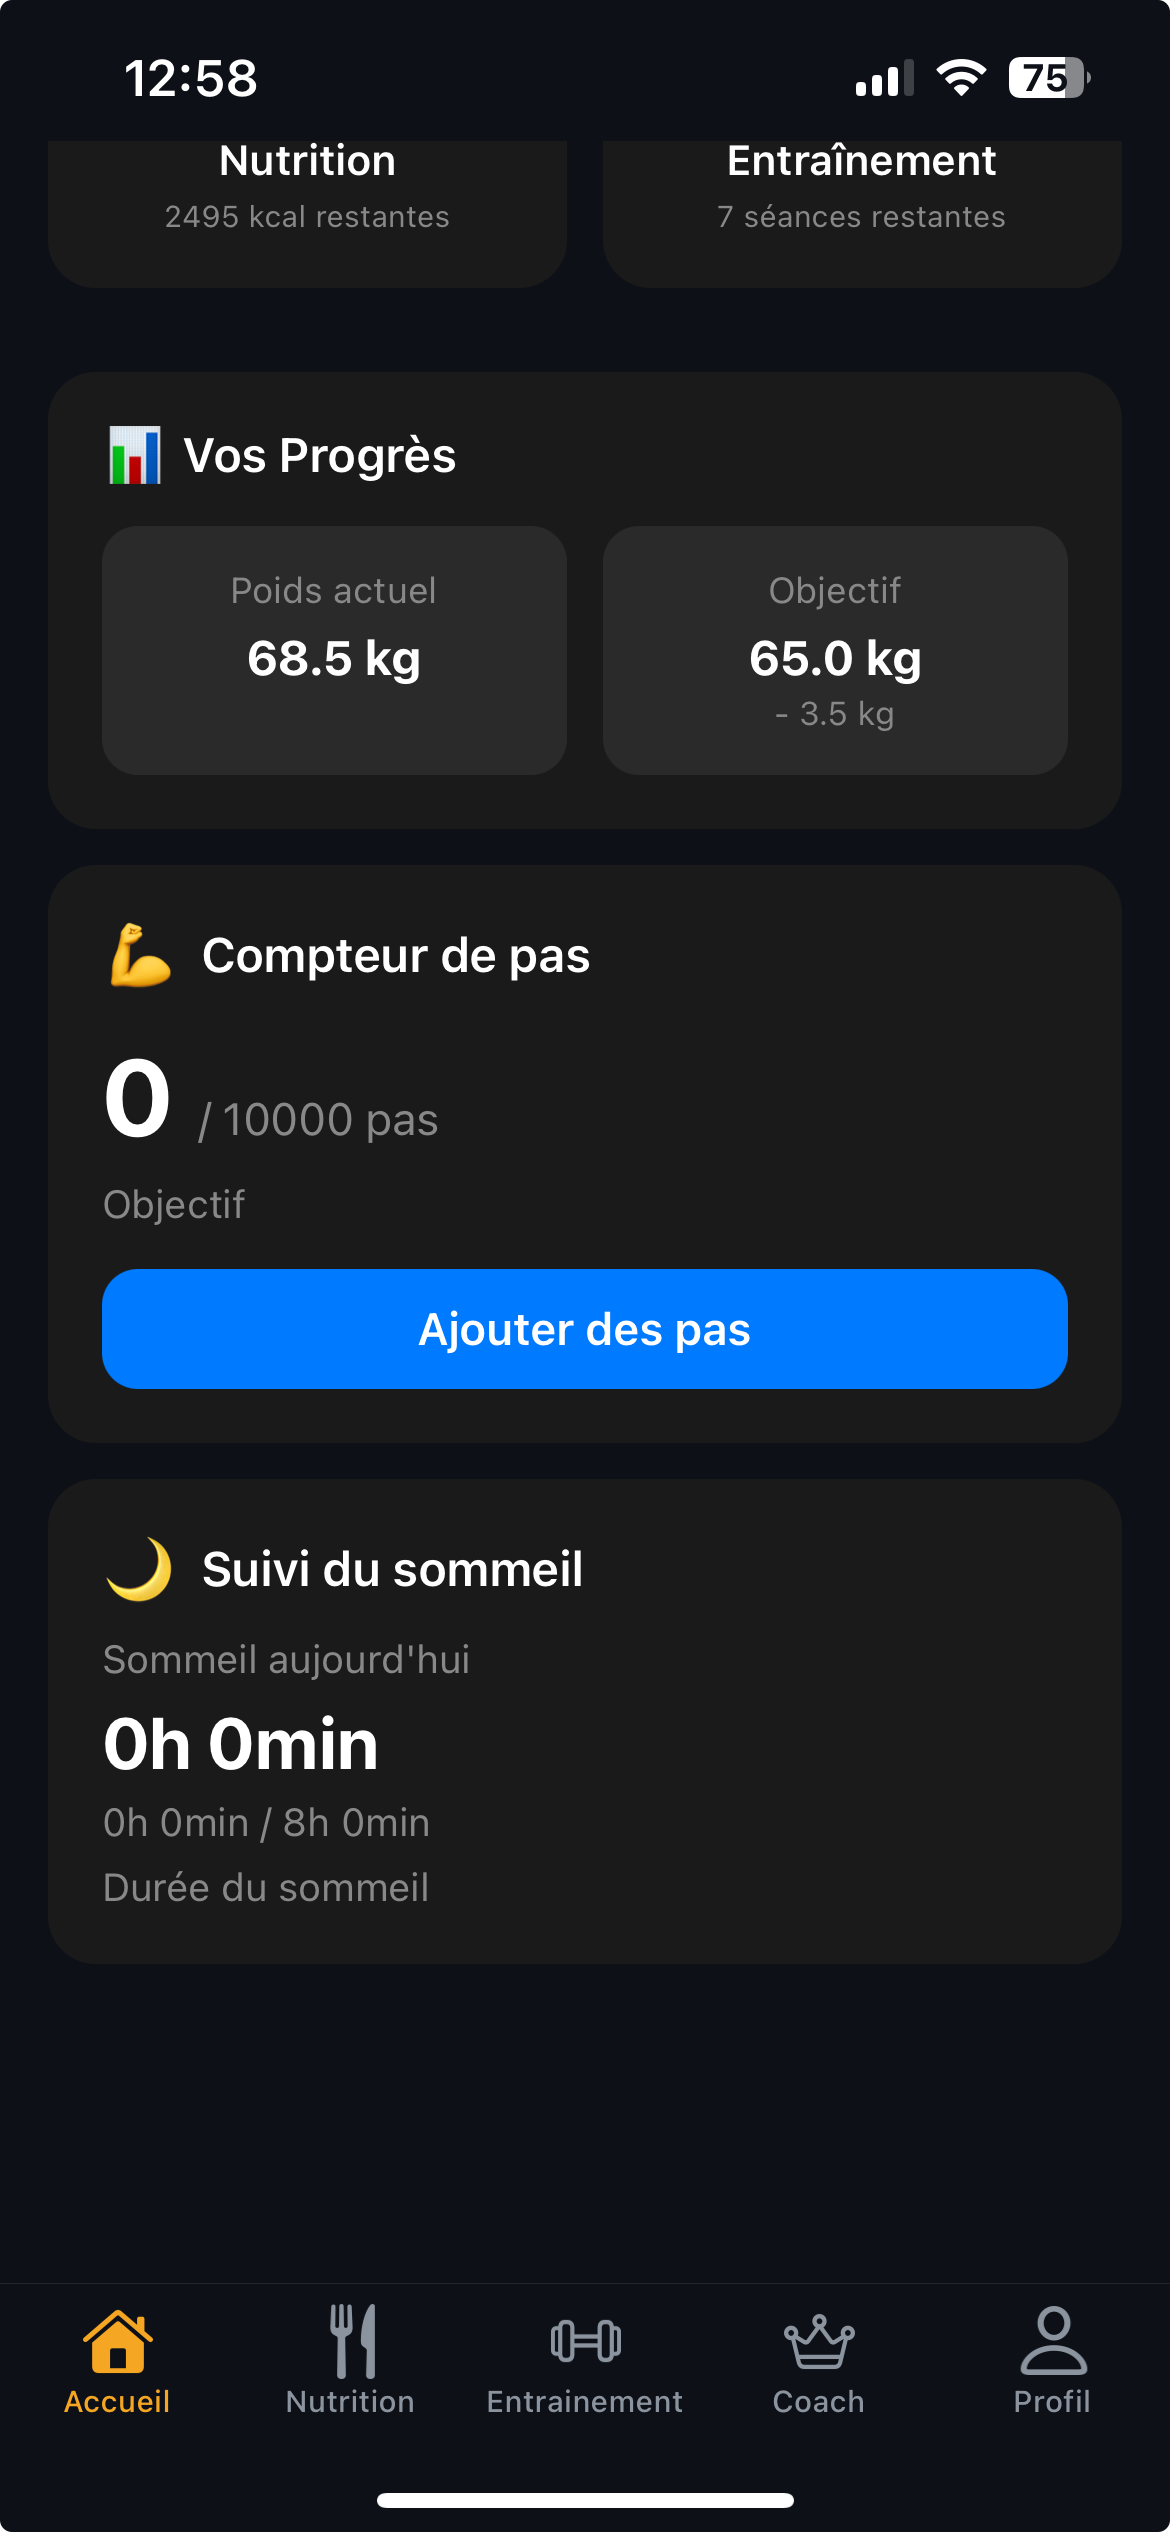 12:58
75
Nutrition
2495 kcal restantes
Entraînement
7 séances restantes
Vos Progrès
Poids actuel
68.5 kg
Objectif
65.0 kg
- 3.5 kg
Compteur de pas
0 / 10000 pas
Objectif
Ajouter des pas
Suivi du sommeil
Sommeil aujourd'hui
0h 0min
0h 0min / 8h 0min
Durée du sommeil
Accueil
Nutrition
Entrainement
Coach
Profil